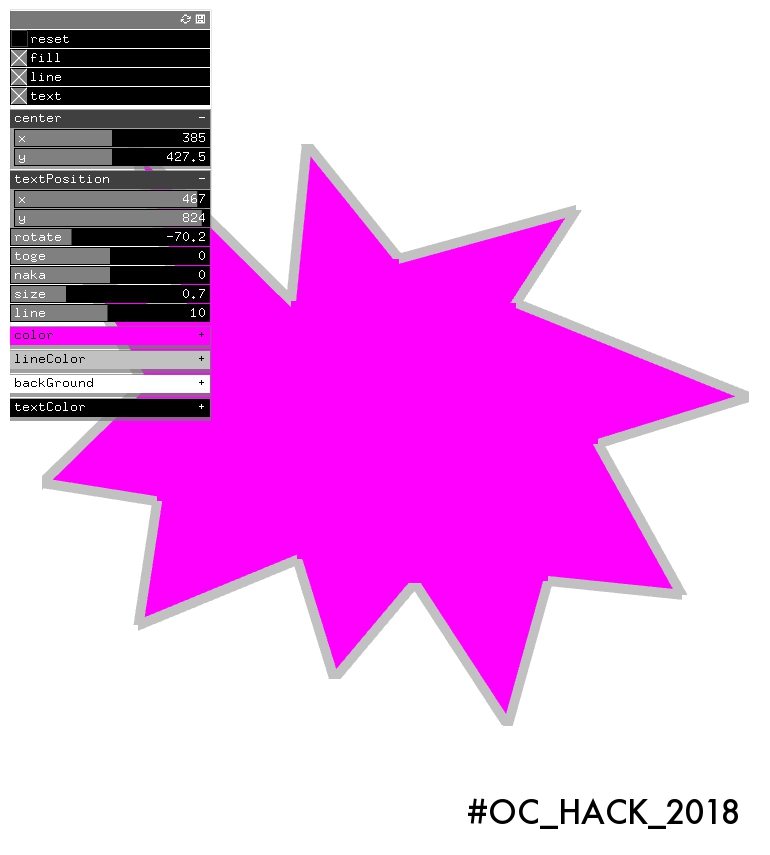 reset
fill
line
text
center -
x 385
y 427.5
textPosition -
x 467
y 824
rotate -70.2
toge 0
naka 0
size 0.7
line 10
color +
lineColor +
backGround +
textColor +
#OC_HACK_2018